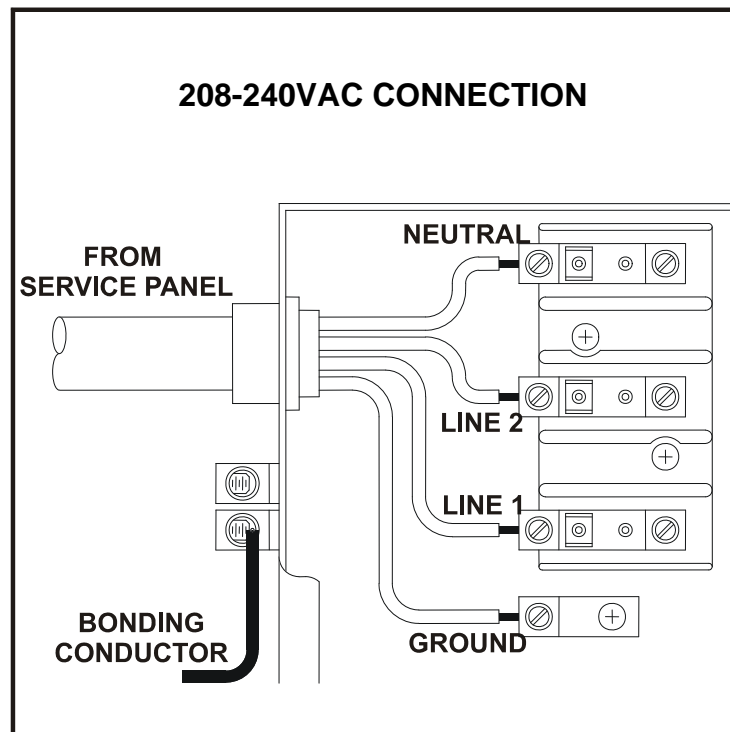 208-240VAC CONNECTION
NEUTRAL
FROM
SERVICE PANEL
LINE 2
LINE 1
BONDING
CONDUCTOR
GROUND